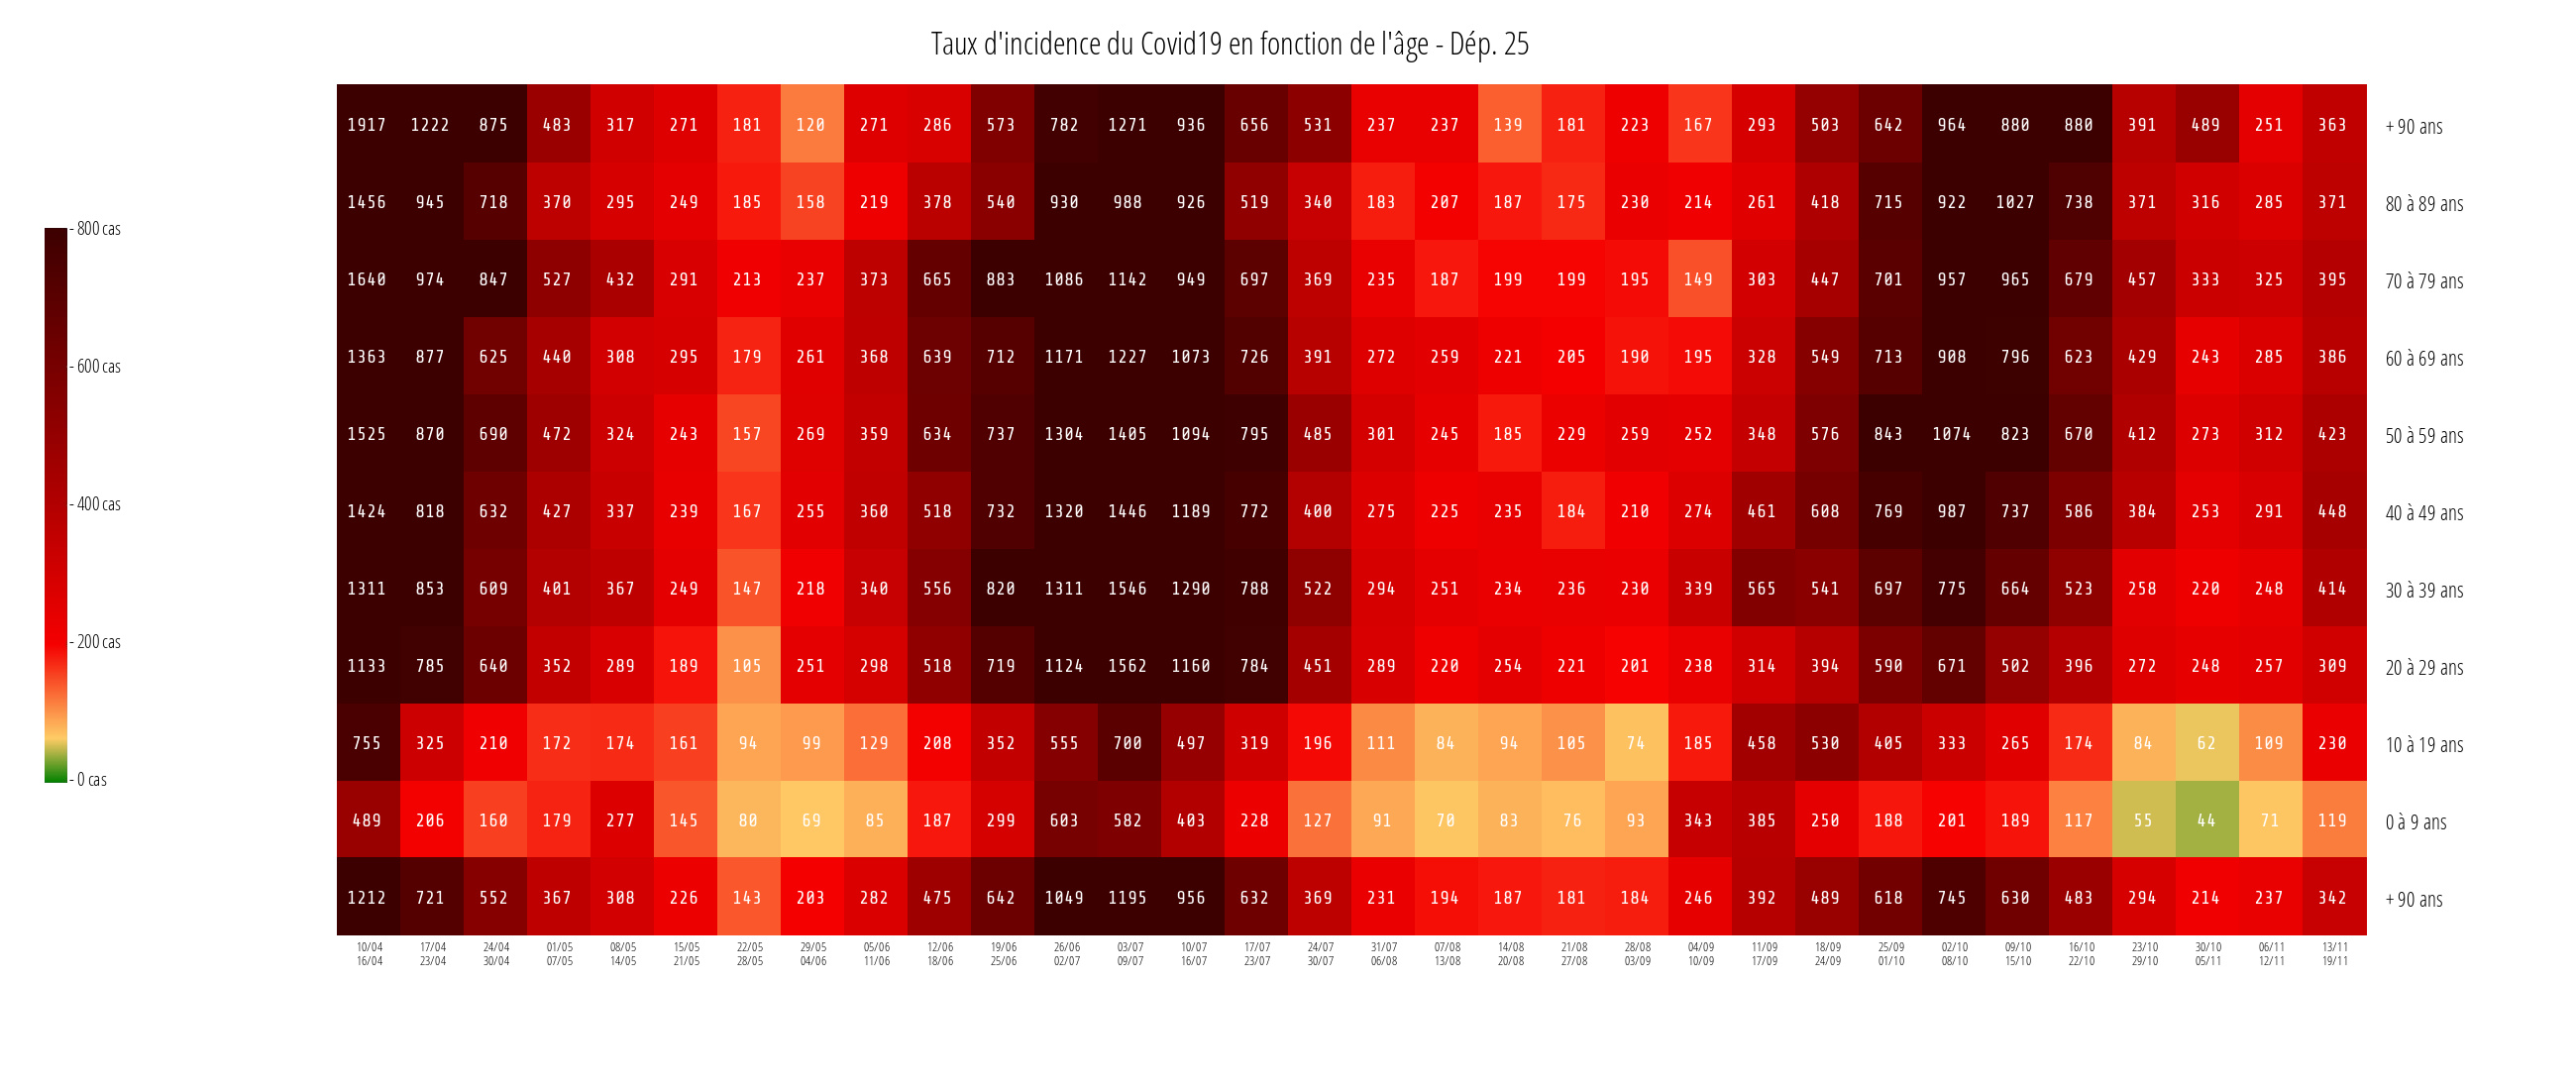 Taux d'incidence du Covid19 en fonction de l'âge - Dép. 25
- 800 cas
- 600 cas
- 400 cas
- 200 cas
- 0 cas
1917 1222 875 483 317 271 181 120 271 286 573 782 1271 936 656 531 237 237 139 181 223 167 293 503 642 964 880 880 391 489 251 363 + 90 ans
1456 945 718 370 295 249 185 158 219 378 540 930 988 926 519 340 183 207 187 175 230 214 261 418 715 922 1027 738 371 316 285 371 80 à 89 ans
1640 974 847 527 432 291 213 237 373 665 883 1086 1142 949 697 369 235 187 199 199 195 149 303 447 701 957 965 679 457 333 325 395 70 à 79 ans
1363 877 625 440 308 295 179 261 368 639 712 1171 1227 1073 726 391 272 259 221 205 190 195 328 549 713 908 796 623 429 243 285 386 60 à 69 ans
1525 870 690 472 324 243 157 269 359 634 737 1304 1405 1094 795 485 301 245 185 229 259 252 348 576 843 1074 823 670 412 273 312 423 50 à 59 ans
1424 818 632 427 337 239 167 255 360 518 732 1320 1446 1189 772 400 275 225 235 184 210 274 461 608 769 987 737 586 384 253 291 448 40 à 49 ans
1311 853 609 401 367 249 147 218 340 556 820 1311 1546 1290 788 522 294 251 234 236 230 339 565 541 697 775 664 523 258 220 248 414 30 à 39 ans
1133 785 640 352 289 189 105 251 298 518 719 1124 1562 1160 784 451 289 220 254 221 201 238 314 394 590 671 502 396 272 248 257 309 20 à 29 ans
755 325 210 172 174 161 94 99 129 208 352 555 700 497 319 196 111 84 94 105 74 185 458 530 405 333 265 174 84 62 109 230 10 à 19 ans
489 206 160 179 277 145 80 69 85 187 299 603 582 403 228 127 91 70 83 76 93 343 385 250 188 201 189 117 55 44 71 119 0 à 9 ans
1212 721 552 367 308 226 143 203 282 475 642 1049 1195 956 632 369 231 194 187 181 184 246 392 489 618 745 630 483 294 214 237 342 + 90 ans
10/04 17/04 24/04 01/05 08/05 15/05 22/05 29/05 05/06 12/06 19/06 26/06 03/07 10/07 17/07 24/07 31/07 07/08 14/08 21/08 28/08 04/09 11/09 18/09 25/09 02/10 09/10 16/10 23/10 30/10 06/11 13/11
16/04 23/04 30/04 07/05 14/05 21/05 28/05 04/06 11/06 18/06 25/06 02/07 09/07 16/07 23/07 30/07 06/08 13/08 20/08 27/08 03/09 10/09 17/09 24/09 01/10 08/10 15/10 22/10 29/10 05/11 12/11 19/11